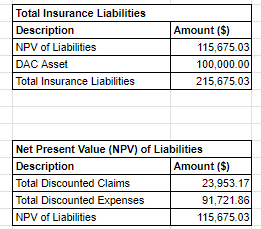 Total Insurance Liabilities
Description Amount ($)
NPV of Liabilities 115,675.03
DAC Asset 100,000.00
Total Insurance Liabilities 215,675.03
Net Present Value (NPV) of Liabilities
Description Amount ($)
Total Discounted Claims 23,953.17
Total Discounted Expenses 91,721.86
NPV of Liabilities 115,675.03